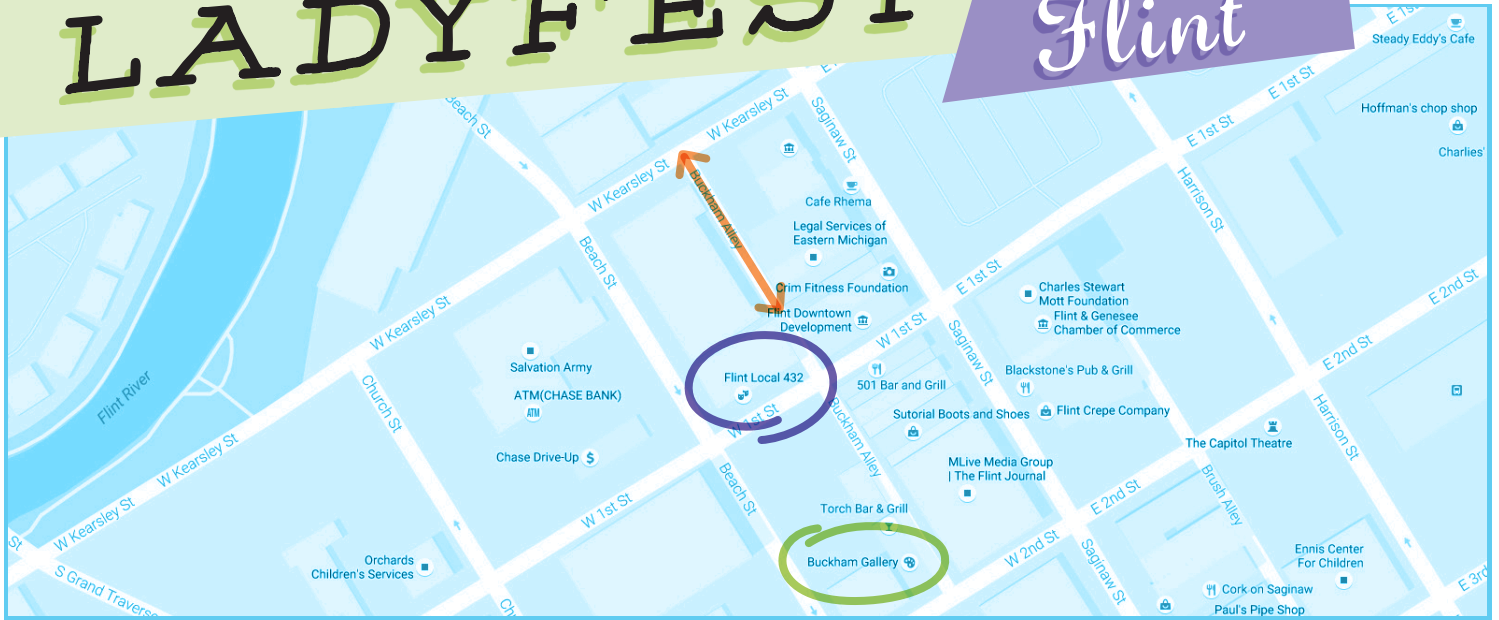 LADYFEST
Flint
E 1st
Steady Eddy's Cafe
Hoffman's chop shop
Charlies'
E 1st St
E 1st St
Beach St
W Kearsley St
Saginaw St
W Kearsley St
Buckham Alley
Cafe Rhema
Legal Services of
Eastern Michigan
Harrison St
Beach St
Crim Fitness Foundation
E 1st St
Charles Stewart
Mott Foundation
Flint & Genesee
Chamber of Commerce
E 2nd St
Flint Downtown
Development
W Kearsley St
W 1st St
Saginaw St
E 2nd St
Salvation Army
ATM(CHASE BANK)
ATM
Flint River
Church St
Flint Local 432
501 Bar and Grill
Blackstone's Pub & Grill
Sutorial Boots and Shoes
Flint Crepe Company
W 1st St
Buckham Alley
Harrison St
The Capitol Theatre
W Kearsley St
Chase Drive-Up
$
MLive Media Group
| The Flint Journal
Beach St
Brush Alley
E 2nd St
W 1st St
Torch Bar & Grill
W Kearsley St
St
Buckham Gallery
W 2nd St
Saginaw St
Orchards
Children's Services
Ennis Center
For Children
S Grand Traverse
Ch
Cork on Saginaw
Paul's Pipe Shop
E 3rd